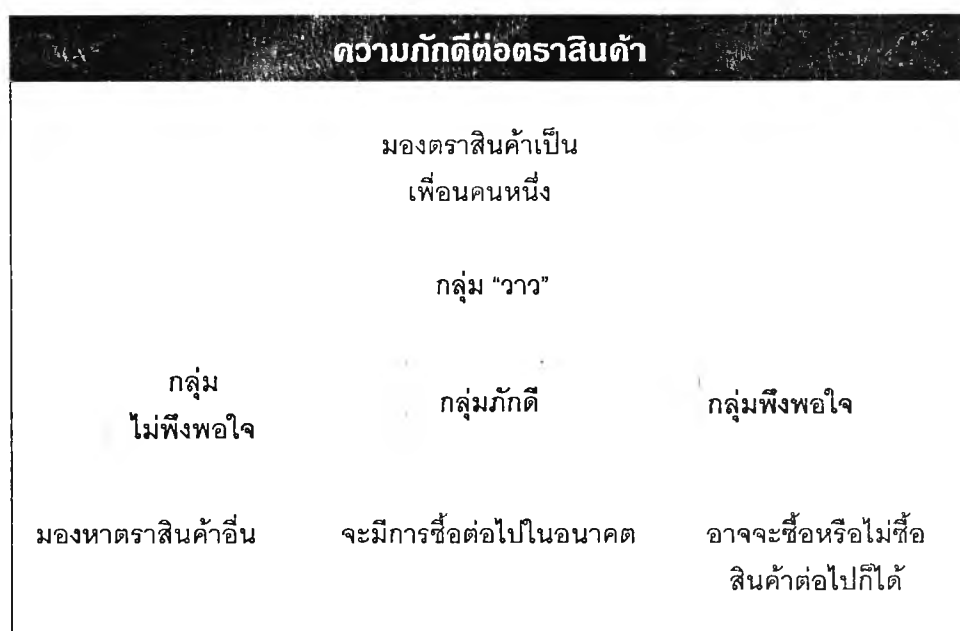 ความภักดีต่อตราสินค้า
มองตราสินค้าเป็น
เพื่อนคนหนึ่ง
กลุ่ม “วาว”
กลุ่ม
ไม่พึงพอใจ
กลุ่มภักดี
กลุ่มพึงพอใจ
มองหาตราสินค้าอื่น
จะมีการซื้อต่อไปในอนาคต
อาจจะซื้อหรือไม่ซื้อ
สินค้าต่อไปก็ได้